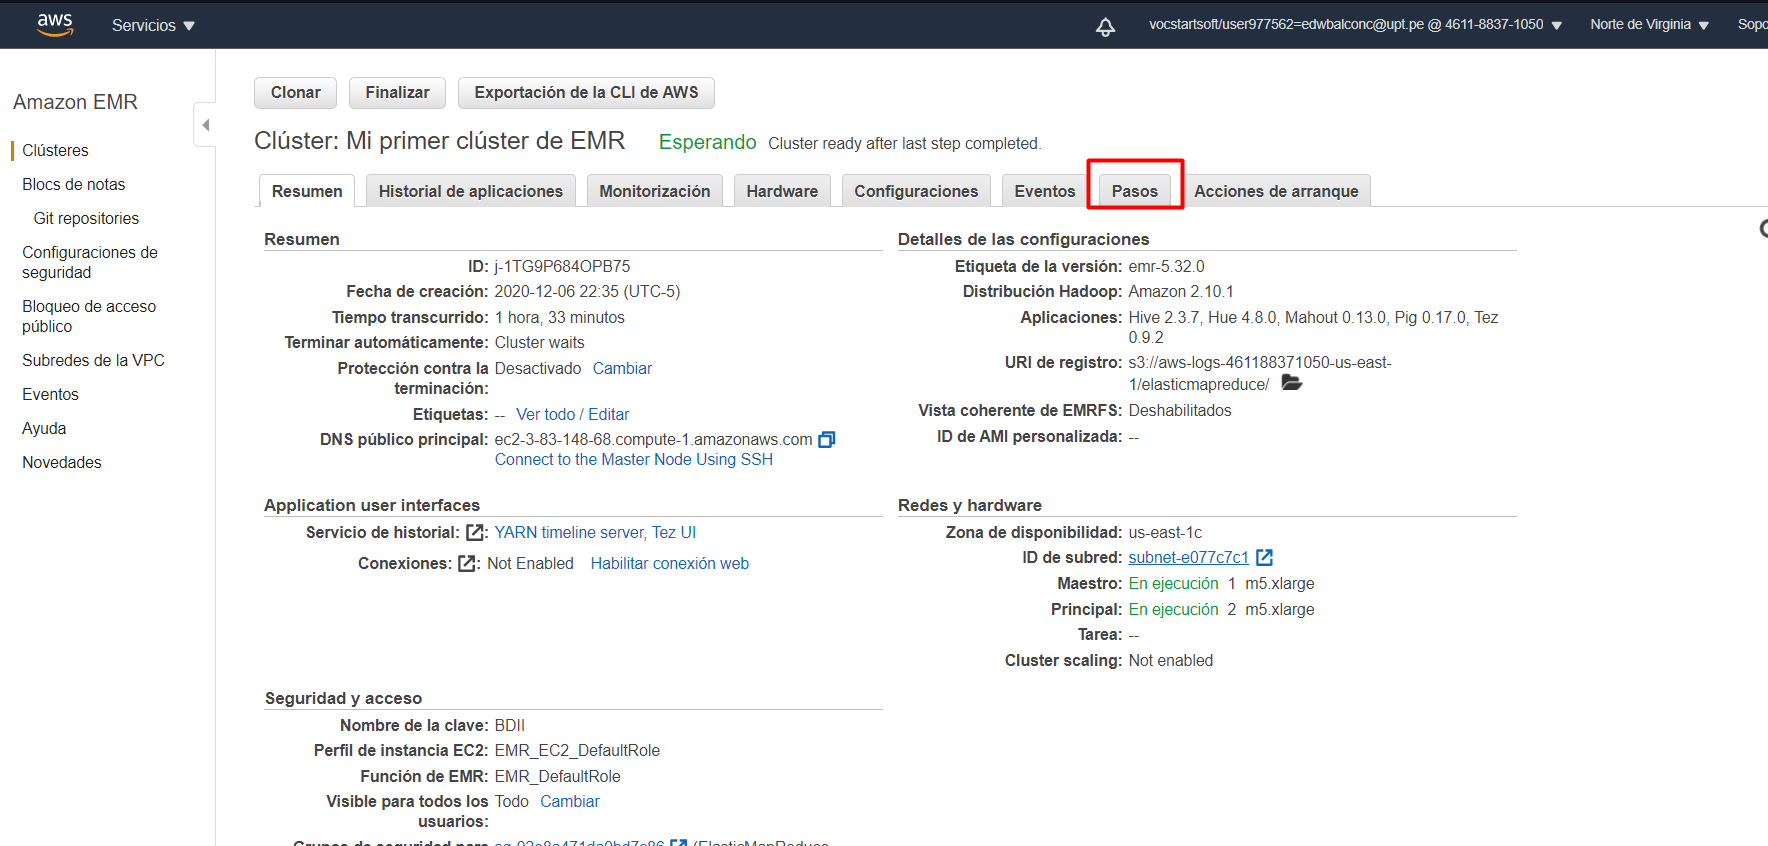 aws Servicios vocstartsoft/user977562=edwbalconc@upt.pe @ 4611-8837-1050 Norte de Virginia Sopo
Amazon EMR
Clústeres
Blocs de notas
Git repositories
Configuraciones de
seguridad
Bloqueo de acceso
público
Subredes de la VPC
Eventos
Ayuda
Novedades
Clonar Finalizar Exportación de la CLI de AWS
Clúster: Mi primer clúster de EMR Esperando Cluster ready after last step completed.
Resumen Historial de aplicaciones Monitorización Hardware Configuraciones Eventos Pasos Acciones de arranque
Resumen
ID: j-1TG9P684OPB75
Fecha de creación: 2020-12-06 22:35 (UTC-5)
Tiempo transcurrido: 1 hora, 33 minutos
Terminar automáticamente: Cluster waits
Protección contra la Desactivado Cambiar
terminación:
Etiquetas: -- Ver todo / Editar
DNS público principal: ec2-3-83-148-68.compute-1.amazonaws.com
Connect to the Master Node Using SSH
Detalles de las configuraciones
Etiqueta de la versión: emr-5.32.0
Distribución Hadoop: Amazon 2.10.1
Aplicaciones: Hive 2.3.7, Hue 4.8.0, Mahout 0.13.0, Pig 0.17.0, Tez
0.9.2
URI de registro: s3://aws-logs-461188371050-us-east-
1/elasticmapreduce/
Vista coherente de EMRFS: Deshabilitados
ID de AMI personalizada: --
Application user interfaces
Servicio de historial: : YARN timeline server, Tez UI
Conexiones: : Not Enabled Habilitar conexión web
Redes y hardware
Zona de disponibilidad: us-east-1c
ID de subred: subnet-e077c7c1
Maestro: En ejecución 1 m5.xlarge
Principal: En ejecución 2 m5.xlarge
Tarea: --
Cluster scaling: Not enabled
Seguridad y acceso
Nombre de la clave: BDII
Perfil de instancia EC2: EMR_EC2_DefaultRole
Función de EMR: EMR_DefaultRole
Visible para todos los Todo Cambiar
usuarios:
Grupos de seguridad para (ElasticMapReduce